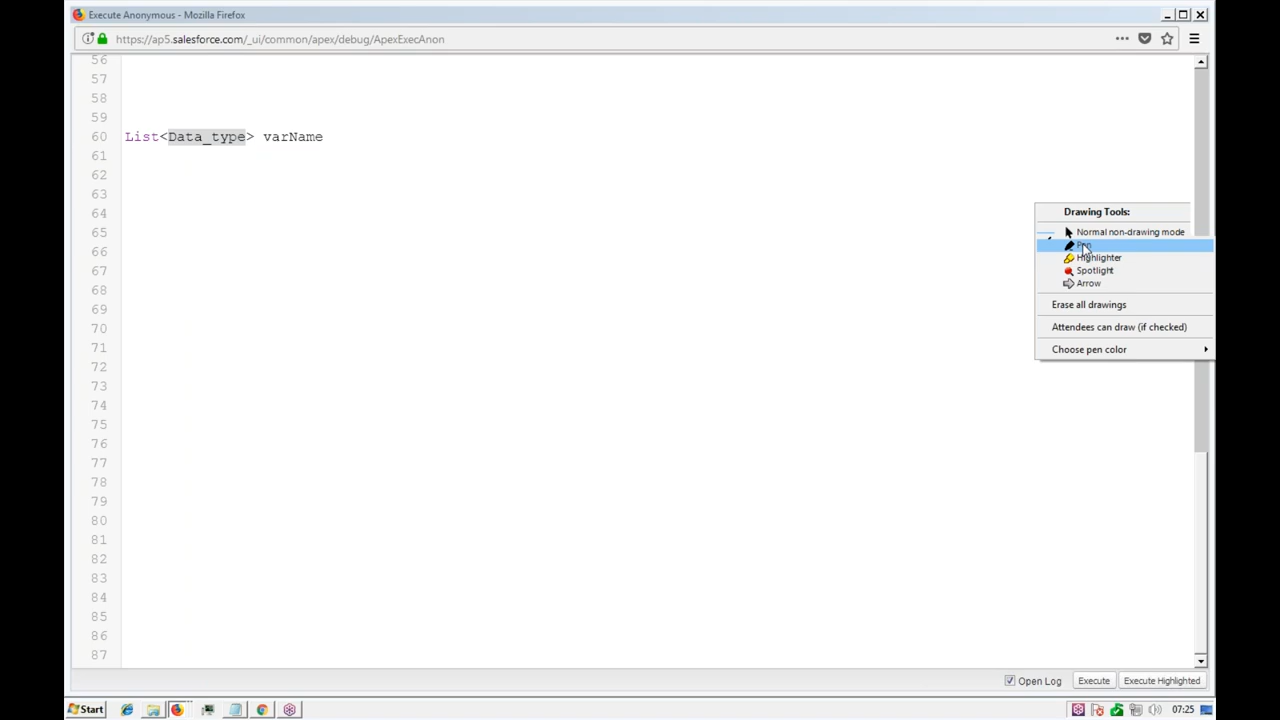 Execute Anonymous - Mozilla Firefox
https://ap5.salesforce.com/_ui/common/apex/debug/ApexExecAnon
56
57
58
59
60 List<Data_type> varName
61
62
63
64
65
66
67
68
69
70
71
72
73
74
75
76
77
78
79
80
81
82
83
84
85
86
87
Drawing Tools:
Normal non-drawing mode
Pen
Highlighter
Spotlight
Arrow
Erase all drawings
Attendees can draw (if checked)
Choose pen color
Open Log Execute Execute Highlighted
Start 07:25